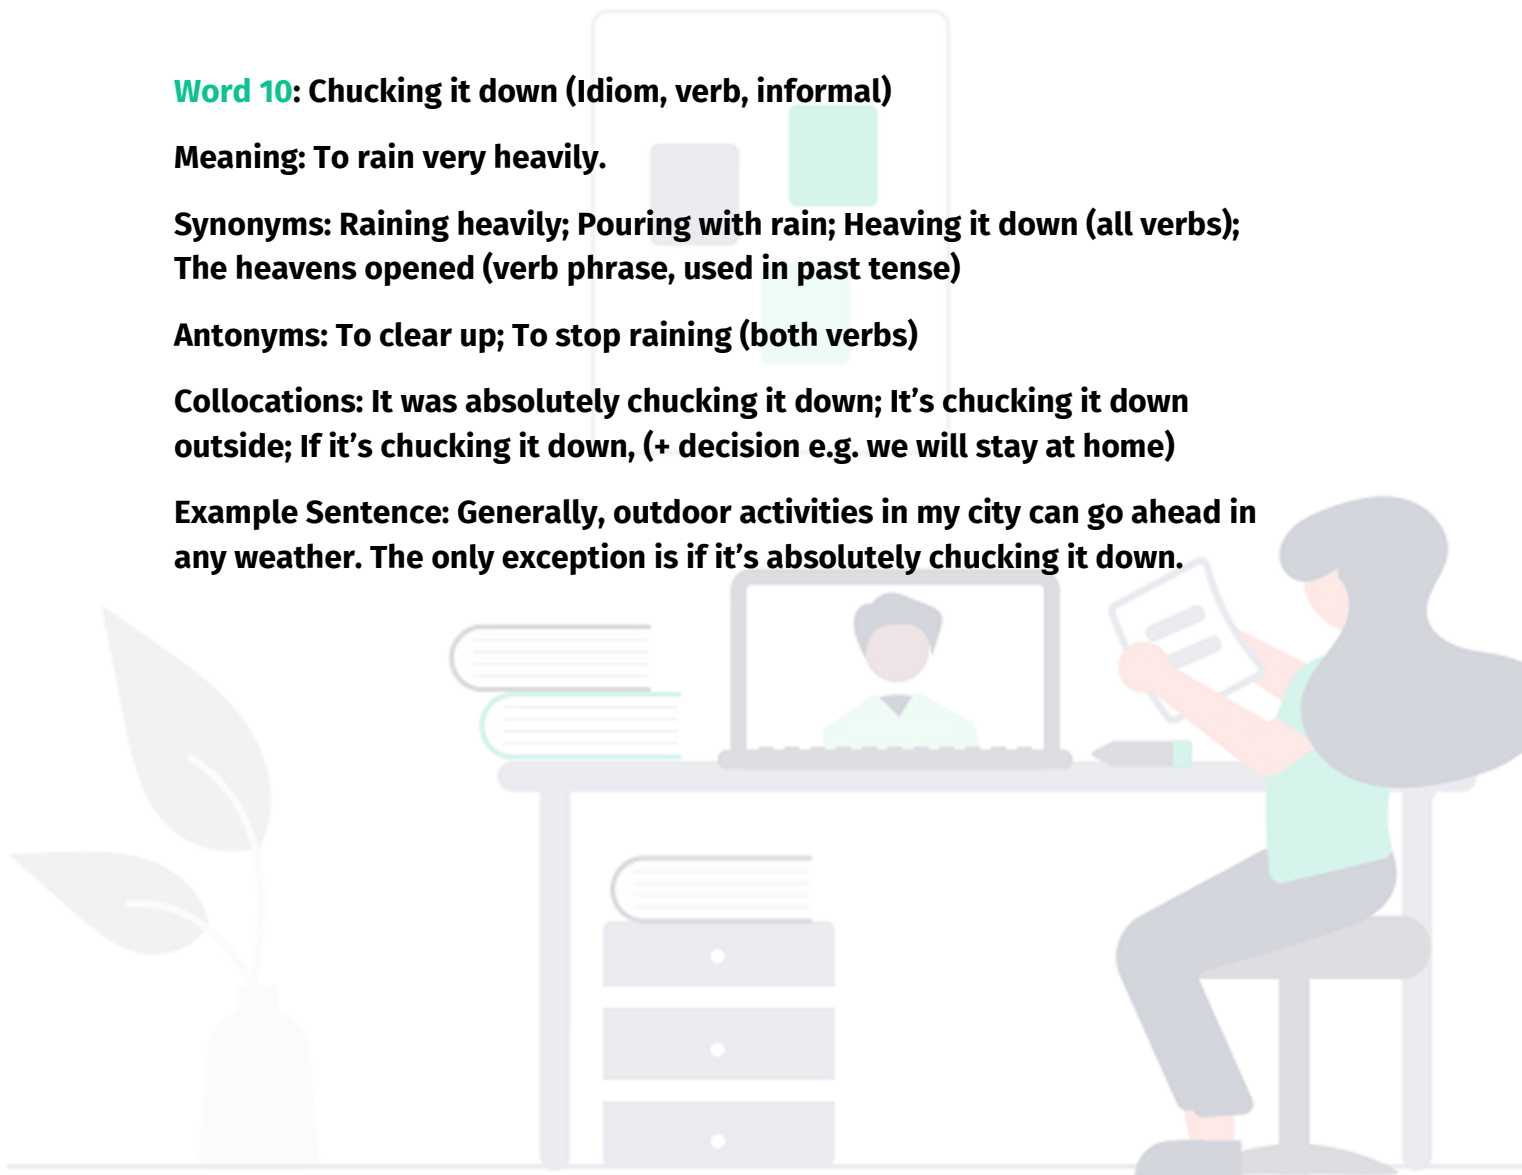 Word 10: Chucking it down (Idiom, verb, informal)
Meaning: To rain very heavily.
Synonyms: Raining heavily; Pouring with rain; Heaving it down (all verbs);
The heavens opened (verb phrase, used in past tense)
Antonyms: To clear up; To stop raining (both verbs)
Collocations: It was absolutely chucking it down; It’s chucking it down
outside; If it’s chucking it down, (+ decision e.g. we will stay at home)
Example Sentence: Generally, outdoor activities in my city can go ahead in
any weather. The only exception is if it’s absolutely chucking it down.